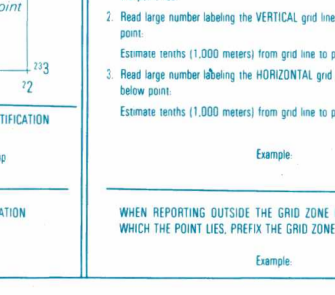 oint
²³3
²2
TIFICATION
ap
ATION
2. Read large number labeling the VERTICAL grid line
point:
Estimate tenths (1,000 meters) from grid line to p
3. Read large number labeling the HORIZONTAL grid
below point:
Estimate tenths (1,000 meters) from grid line to p
Example:
WHEN REPORTING OUTSIDE THE GRID ZONE
WHICH THE POINT LIES, PREFIX THE GRID ZONE
Example: